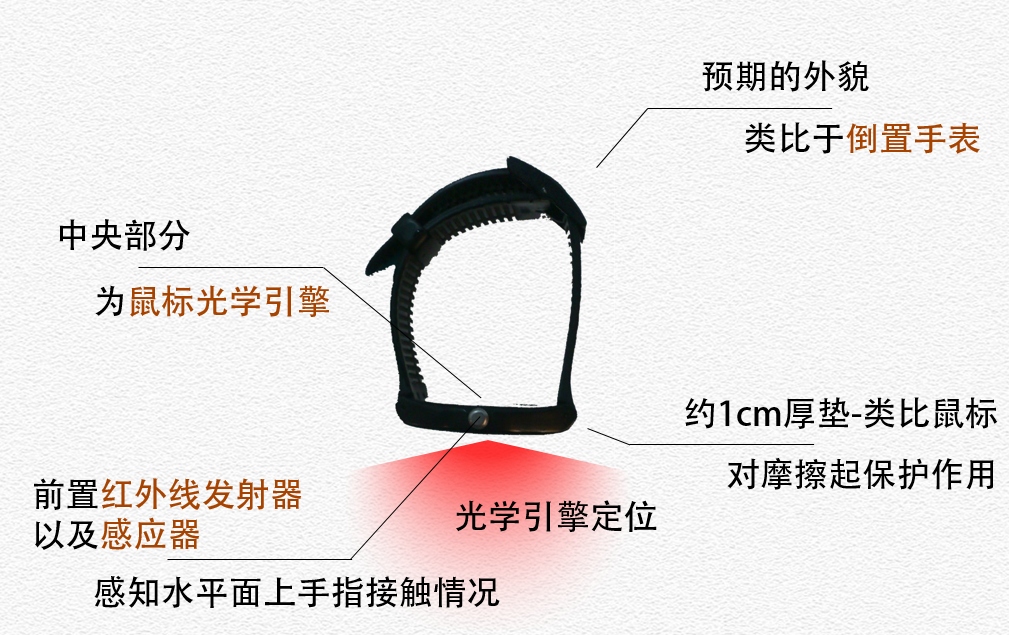 预期的外貌
类比于倒置手表
中央部分
为鼠标光学引擎
约1cm厚垫-类比鼠标
对摩擦起保护作用
前置红外线发射器
以及感应器
感知水平面上手指接触情况
光学引擎定位